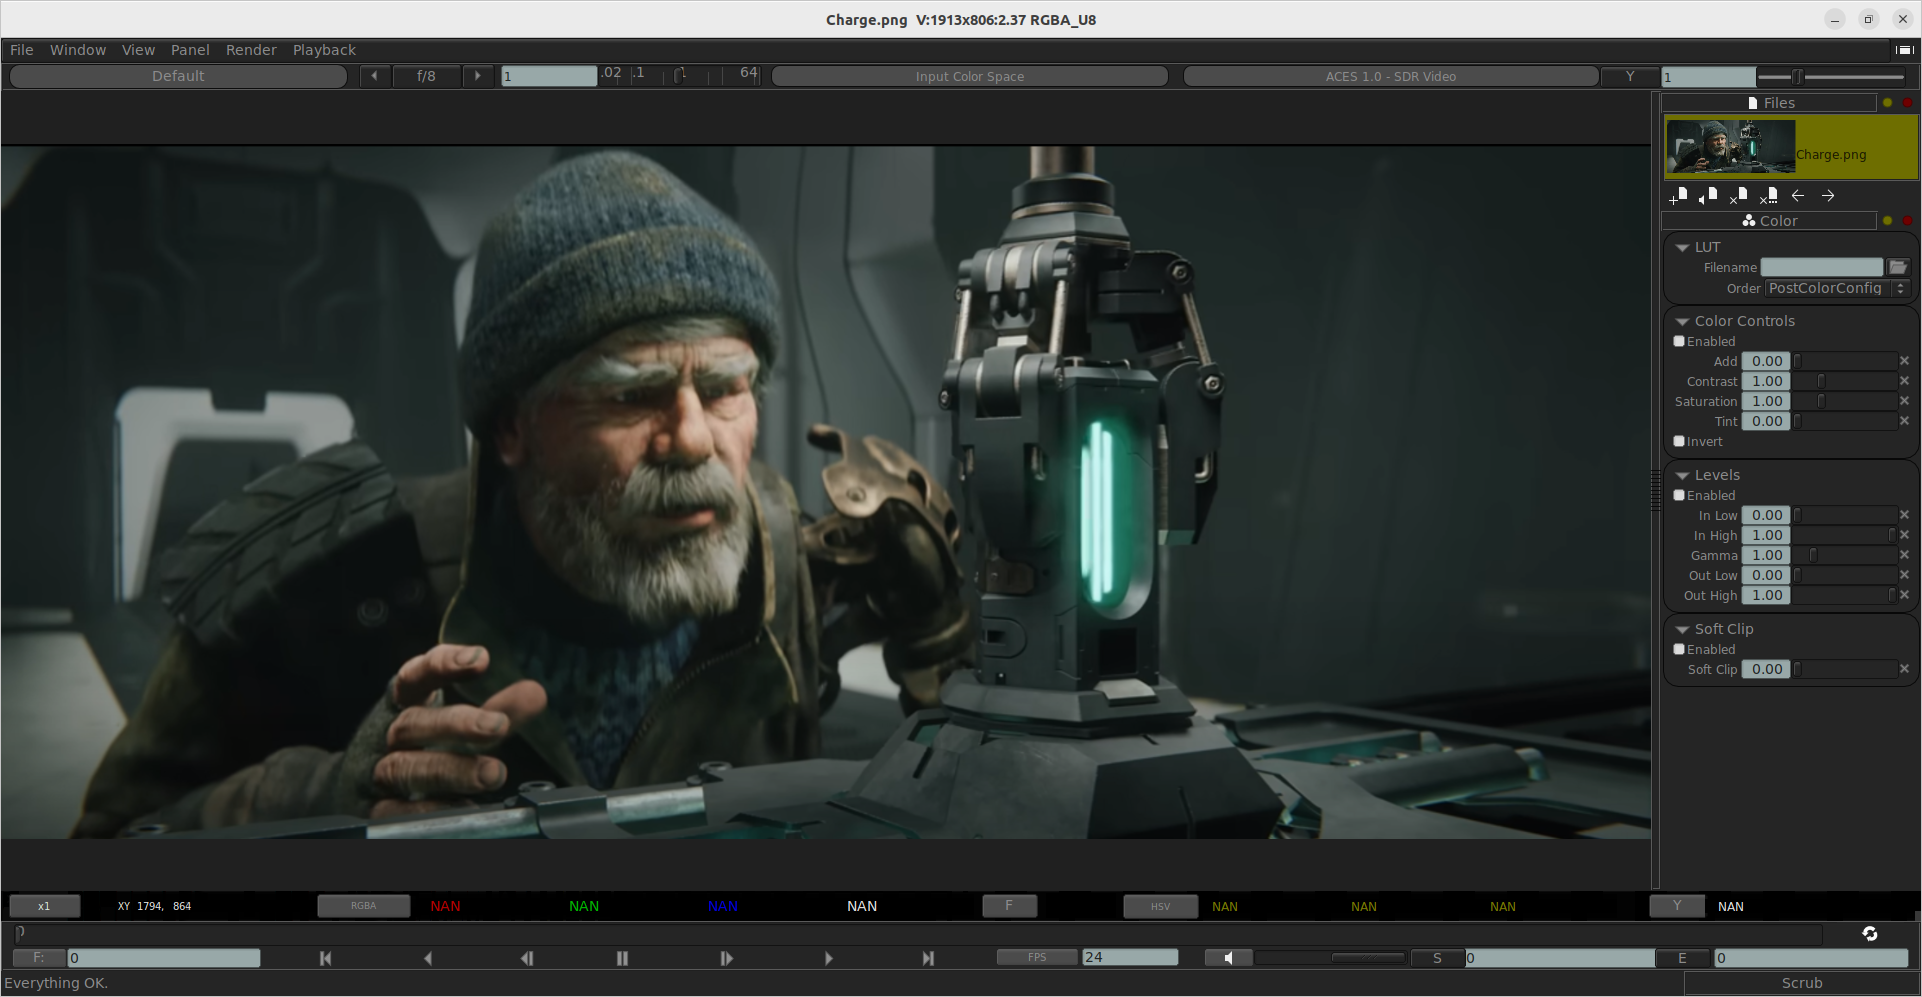 Charge.png  V:1913x806:2.37 RGBA_U8
File Window View Panel Render Playback
Default f/8 1 .02 .1 1 64 Input Color Space ACES 1.0 - SDR Video Y 1
Files
Charge.png
Color
LUT
Filename
Order PostColorConfig
Color Controls
Enabled
Add 0.00
Contrast 1.00
Saturation 1.00
Tint 0.00
Invert
Levels
Enabled
In Low 0.00
In High 1.00
Gamma 1.00
Out Low 0.00
Out High 1.00
Soft Clip
Enabled
Soft Clip 0.00
x1 XY 1794, 864 RGBA NAN NAN NAN NAN F HSV NAN NAN NAN Y NAN
0
F: 0 FPS 24 S 0 E 0
Everything OK. Scrub